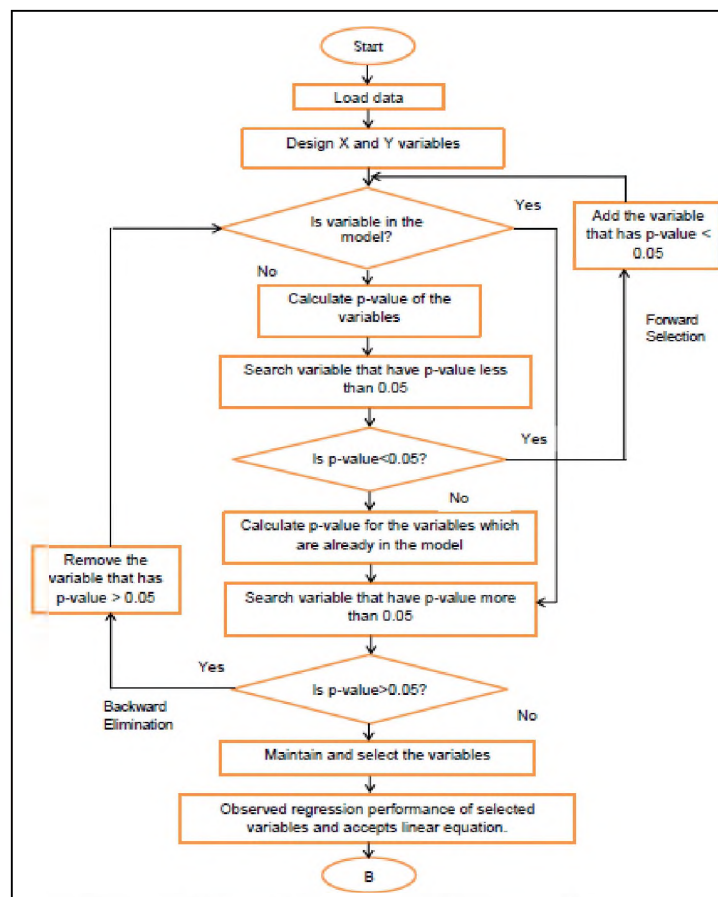 Start
Load data
Design X and Y variables
Is variable in the
model?
Yes
Add the variable
that has p-value <
0.05
No
Calculate p-value of the
variables
Forward
Selection
Search variable that have p-value less
than 0.05
Is p-value<0.05?
Yes
No
Calculate p-value for the variables which
are already in the model
Remove the
variable that has
p-value > 0.05
Search variable that have p-value more
than 0.05
Yes
Is p-value>0.05?
Backward
Elimination
No
Maintain and select the variables
Observed regression performance of selected
variables and accepts linear equation.
B